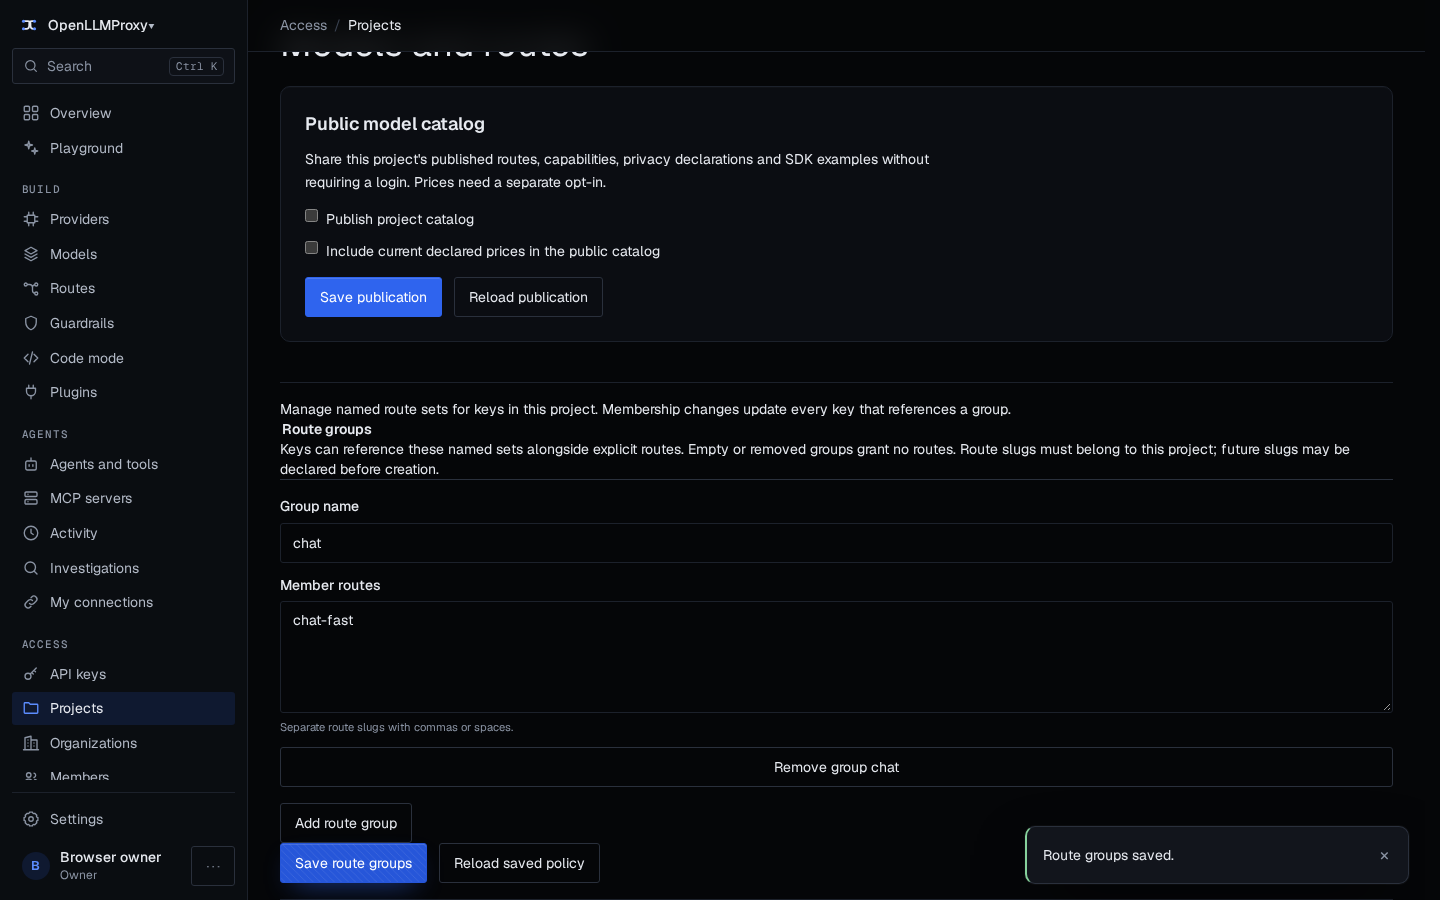 OpenLLMProxy
Search Ctrl K
Overview
Playground
BUILD
Providers
Models
Routes
Guardrails
Code mode
Plugins
AGENTS
Agents and tools
MCP servers
Activity
Investigations
My connections
ACCESS
API keys
Projects
Organizations
Members
Settings
B
Browser owner
Owner
Access / Projects
Models and routes
Public model catalog
Share this project's published routes, capabilities, privacy declarations and SDK examples without
requiring a login. Prices need a separate opt-in.
Publish project catalog
Include current declared prices in the public catalog
Save publication Reload publication
Manage named route sets for keys in this project. Membership changes update every key that references a group.
Route groups
Keys can reference these named sets alongside explicit routes. Empty or removed groups grant no routes. Route slugs must belong to this project; future slugs may be
declared before creation.
Group name
chat
Member routes
chat-fast
Separate route slugs with commas or spaces.
Remove group chat
Add route group
Save route groups Reload saved policy
Route groups saved.